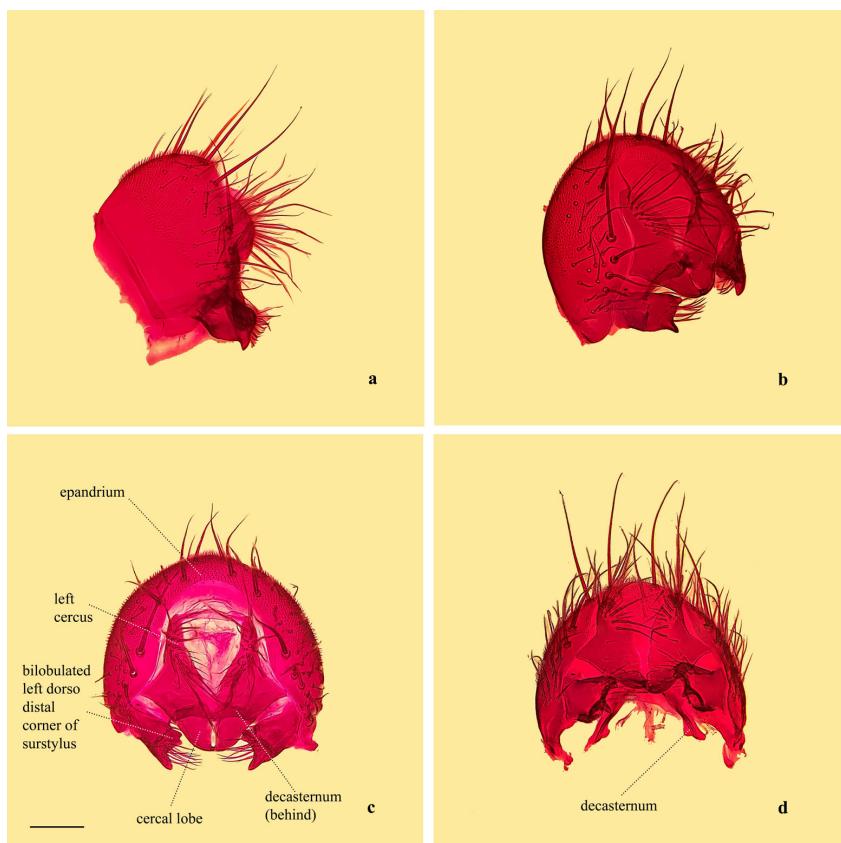 a
b
epandrium
left
cercus
bilobulated
left dorso
distal
corner of
surstylus
cercal lobe
decasternum
(behind)
c
decasternum
d